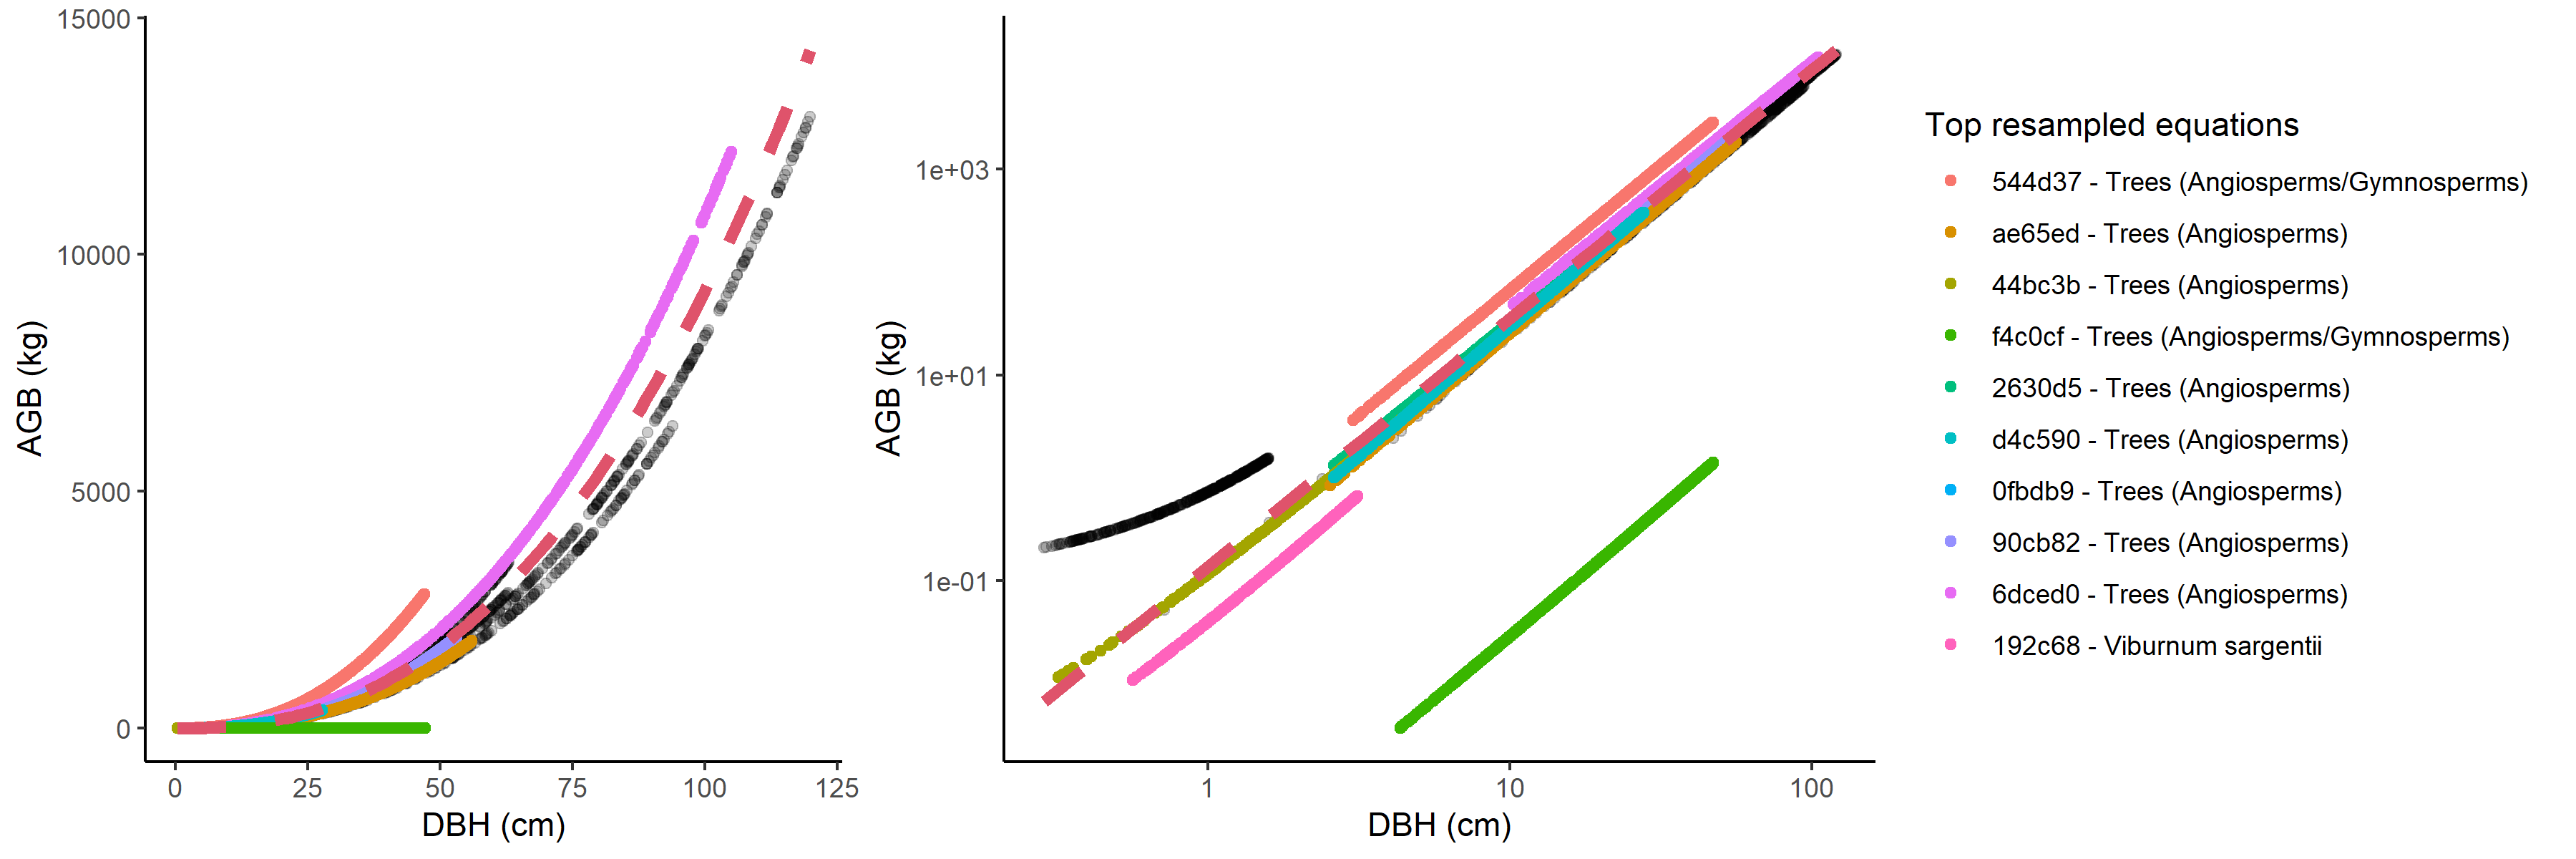 15000
10000
5000
0
AGB (kg)
0 25 50 75 100 125
DBH (cm)
1e+03
1e+01
1e-01
AGB (kg)
1 10 100
DBH (cm)
Top resampled equations
544d37 - Trees (Angiosperms/Gymnosperms)
ae65ed - Trees (Angiosperms)
44bc3b - Trees (Angiosperms)
f4c0cf - Trees (Angiosperms/Gymnosperms)
2630d5 - Trees (Angiosperms)
d4c590 - Trees (Angiosperms)
0fbdb9 - Trees (Angiosperms)
90cb82 - Trees (Angiosperms)
6dced0 - Trees (Angiosperms)
192c68 - Viburnum sargentii